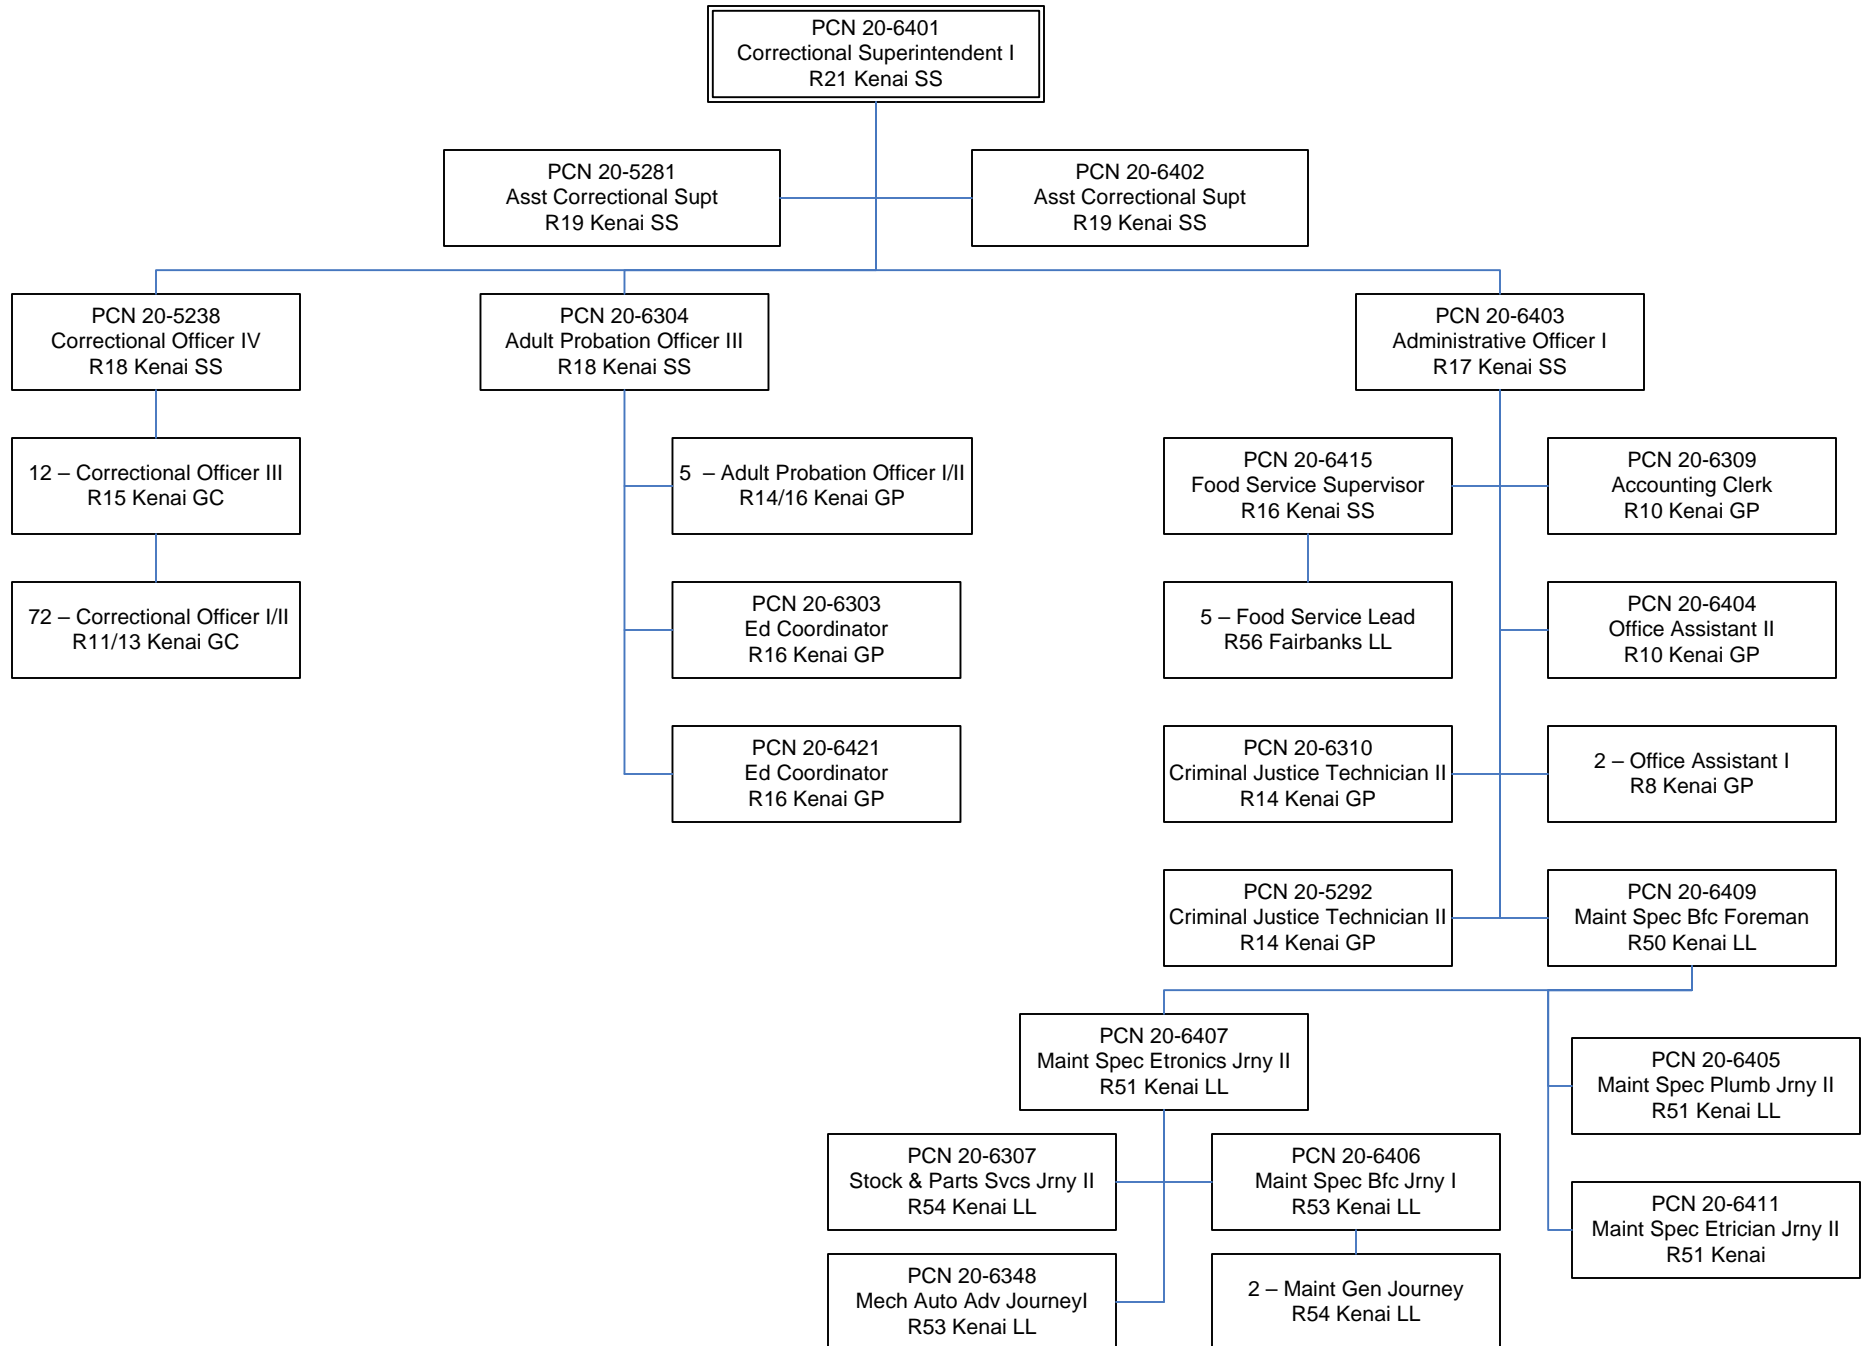 PCN 20-6401
Correctional Superintendent I
R21 Kenai SS
PCN 20-5281
Asst Correctional Supt
R19 Kenai SS
PCN 20-6402
Asst Correctional Supt
R19 Kenai SS
PCN 20-5238
Correctional Officer IV
R18 Kenai SS
PCN 20-6304
Adult Probation Officer III
R18 Kenai SS
PCN 20-6403
Administrative Officer I
R17 Kenai SS
12 – Correctional Officer III
R15 Kenai GC
5 – Adult Probation Officer I/II
R14/16 Kenai GP
PCN 20-6415
Food Service Supervisor
R16 Kenai SS
PCN 20-6309
Accounting Clerk
R10 Kenai GP
72 – Correctional Officer I/II
R11/13 Kenai GC
PCN 20-6303
Ed Coordinator
R16 Kenai GP
5 – Food Service Lead
R56 Fairbanks LL
PCN 20-6404
Office Assistant II
R10 Kenai GP
PCN 20-6421
Ed Coordinator
R16 Kenai GP
PCN 20-6310
Criminal Justice Technician II
R14 Kenai GP
2 – Office Assistant I
R8 Kenai GP
PCN 20-5292
Criminal Justice Technician II
R14 Kenai GP
PCN 20-6409
Maint Spec Bfc Foreman
R50 Kenai LL
PCN 20-6407
Maint Spec Etronics Jrny II
R51 Kenai LL
PCN 20-6405
Maint Spec Plumb Jrny II
R51 Kenai LL
PCN 20-6307
Stock & Parts Svcs Jrny II
R54 Kenai LL
PCN 20-6406
Maint Spec Bfc Jrny I
R53 Kenai LL
PCN 20-6411
Maint Spec Etrician Jrny II
R51 Kenai
PCN 20-6348
Mech Auto Adv JourneyI
R53 Kenai LL
2 – Maint Gen Journey
R54 Kenai LL